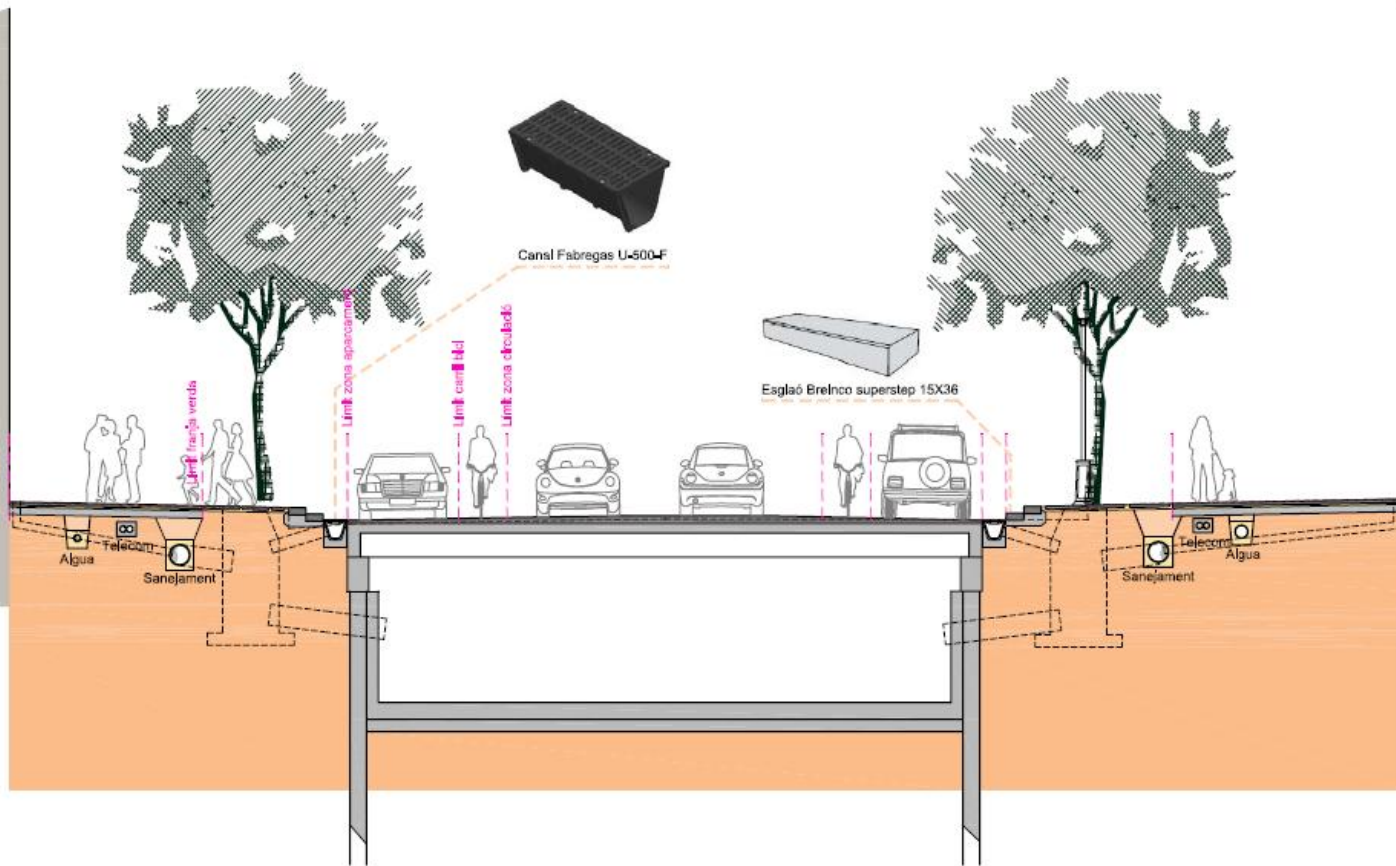 Canal Fabregas U-500-F
Límit zona aparcament
Límit carril bici
Límit zona circulació
Esglaó Breinco superstep 15X36
Límit franja verda
Aigua
Telecom
Sanejament
Sanejament
Telecom
Aigua